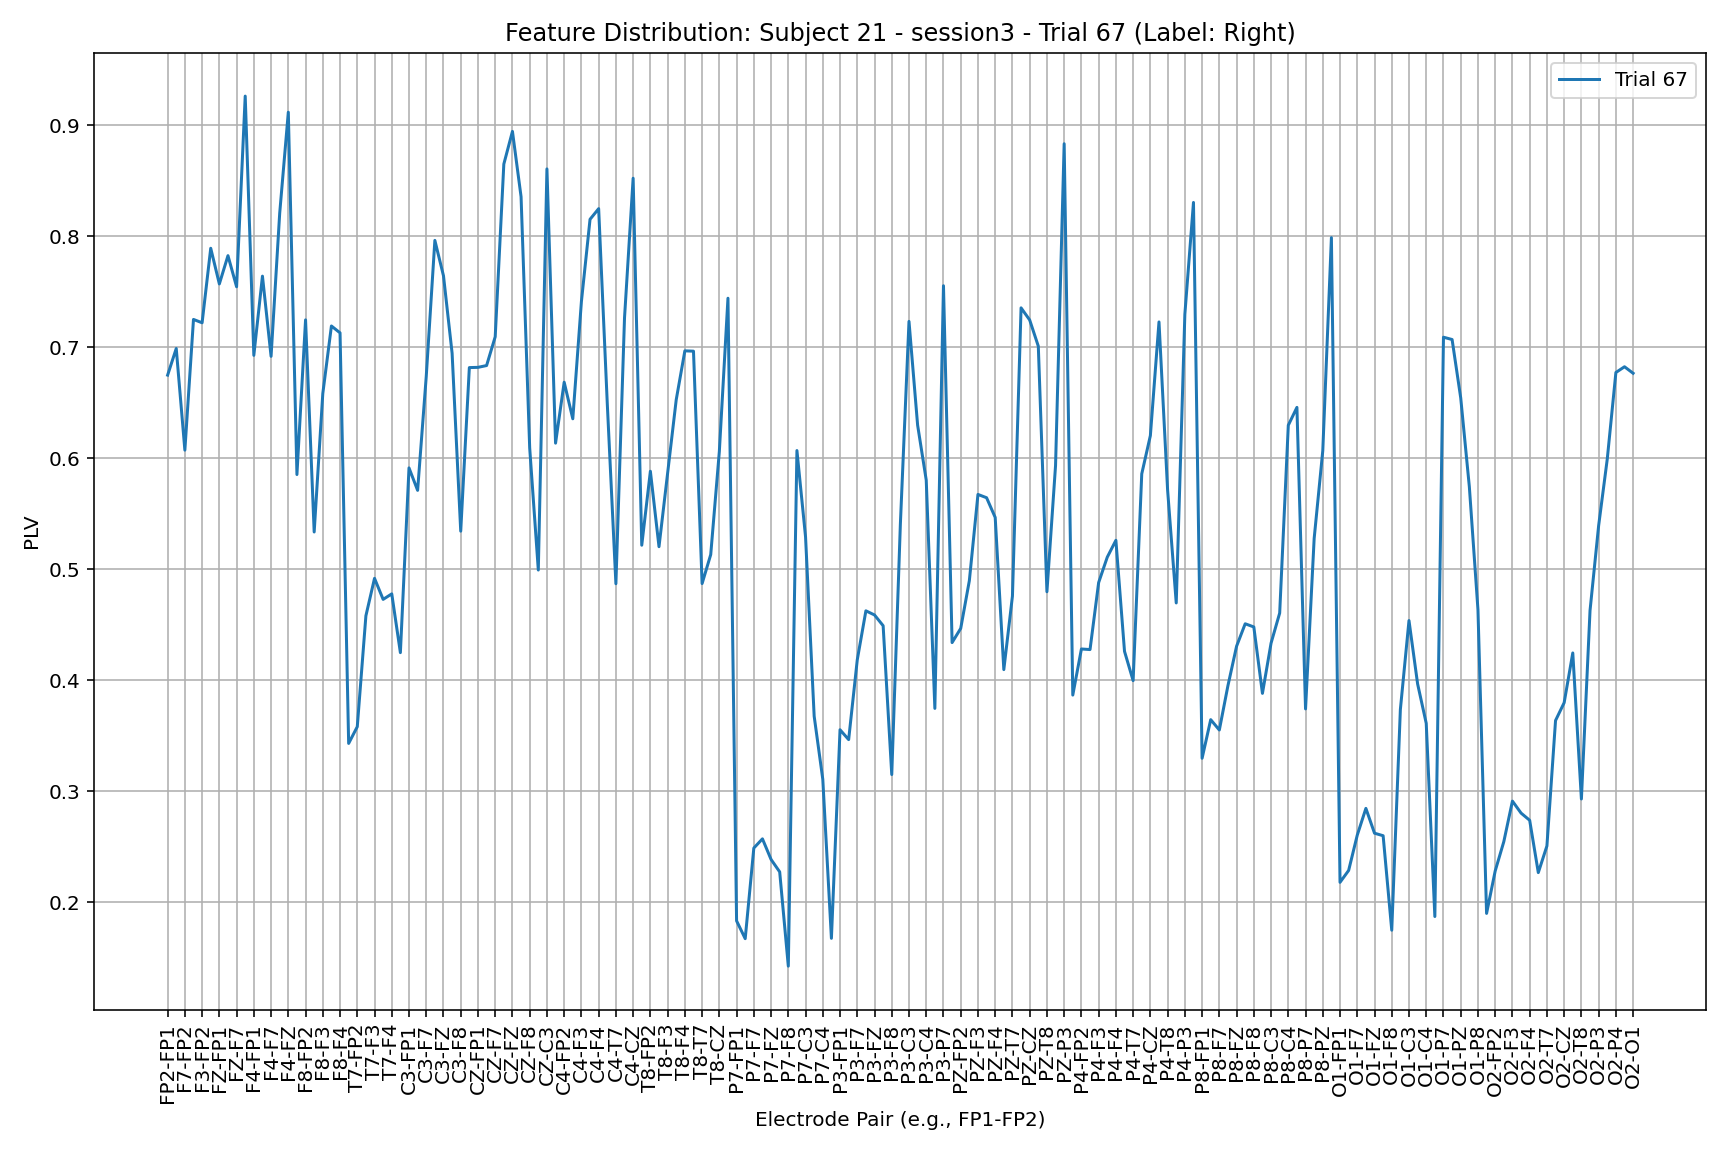 Feature Distribution: Subject 21 - session3 - Trial 67 (Label: Right)
Trial 67
PLV
0.9
0.8
0.7
0.6
0.5
0.4
0.3
0.2
FP2-FP1
F7-FP2
F3-FP2
FZ-FP1
FZ-F7
F4-FP1
F4-F7
F4-FZ
F8-FP2
F8-F3
F8-F4
T7-FP2
T7-F3
T7-F4
C3-FP1
C3-F7
C3-FZ
C3-F8
CZ-FP1
CZ-F7
CZ-FZ
CZ-F8
CZ-C3
C4-FP2
C4-F3
C4-F4
C4-T7
C4-CZ
T8-FP2
T8-F3
T8-F4
T8-T7
T8-CZ
P7-FP1
P7-F7
P7-FZ
P7-F8
P7-C3
P7-C4
P3-FP1
P3-F7
P3-FZ
P3-F8
P3-C3
P3-C4
P3-P7
PZ-FP2
PZ-F3
PZ-F4
PZ-T7
PZ-CZ
PZ-T8
PZ-P3
P4-FP2
P4-F3
P4-F4
P4-T7
P4-CZ
P4-T8
P4-P3
P8-FP1
P8-F7
P8-FZ
P8-F8
P8-C3
P8-C4
P8-P7
P8-PZ
O1-FP1
O1-F7
O1-FZ
O1-F8
O1-C3
O1-C4
O1-P7
O1-PZ
O1-P8
O2-FP2
O2-F3
O2-F4
O2-T7
O2-CZ
O2-T8
O2-P3
O2-P4
O2-O1
Electrode Pair (e.g., FP1-FP2)